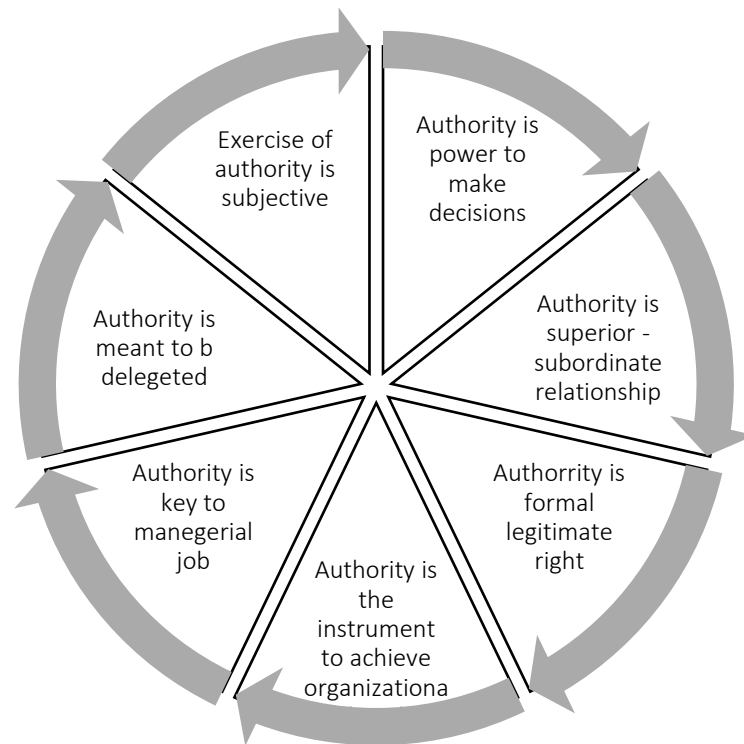 Authority is
power to
make
decisions
Authority is
superior -
subordinate
relationship
Authorrity is
formal
legitimate
right
Authority is
the
instrument
to achieve
organizationa
Authority is
key to
manegerial
job
Authority is
meant to b
delegeted
Exercise of
authority is
subjective